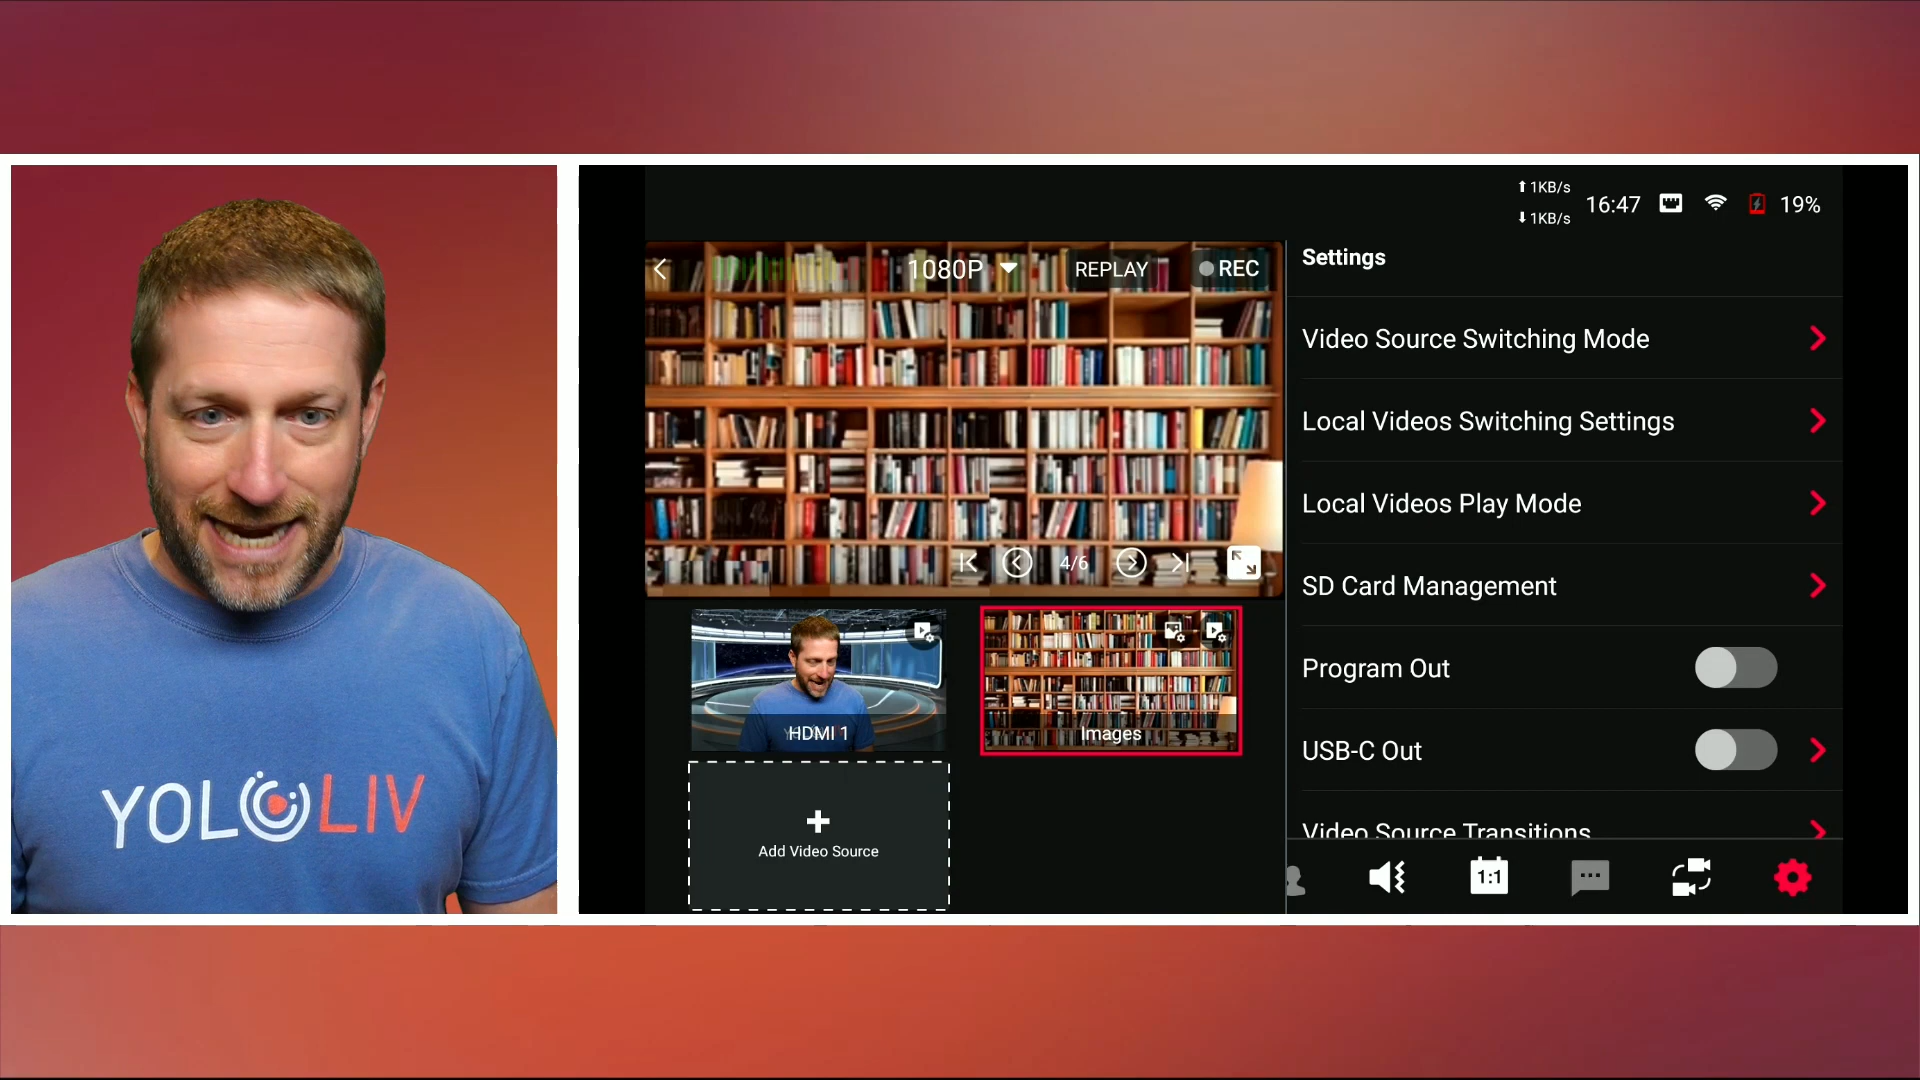 1KB/s
1KB/s
16:47
19%
1080P
REPLAY
REC
4/6
HDMI 1
Images
Add Video Source
Settings
Video Source Switching Mode
Local Videos Switching Settings
Local Videos Play Mode
SD Card Management
Program Out
USB-C Out
Video Source Transitions
1:1
YOLOLIV